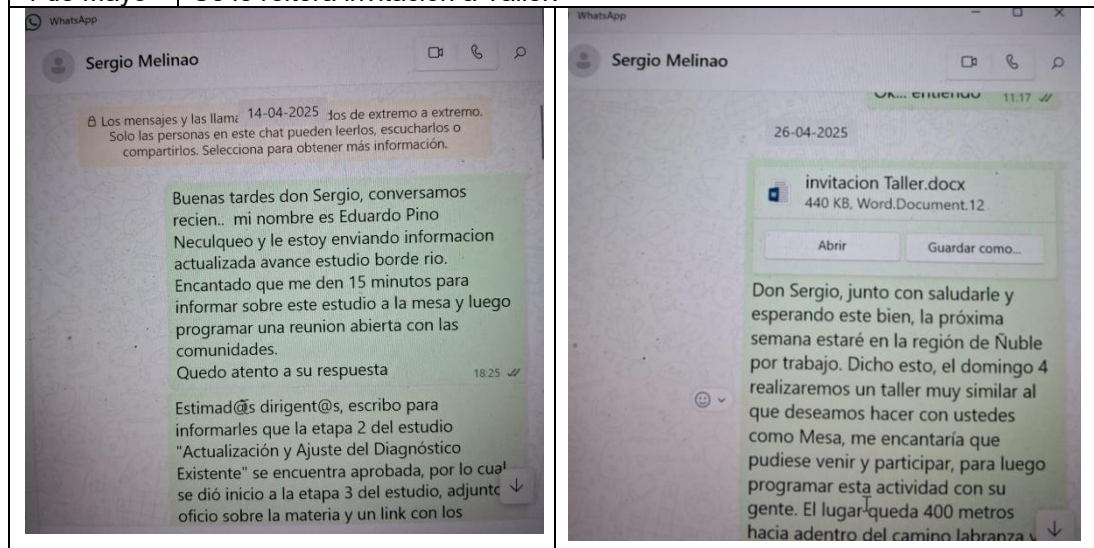 WhatsApp
Sergio Melinao
14-04-2025
Los mensajes y las llama dos de extremo a extremo.
Solo las personas en este chat pueden leerlos, escucharlos o
compartirlos. Selecciona para obtener más información.
Buenas tardes don Sergio, conversamos
recien.. mi nombre es Eduardo Pino
Neculqueo y le estoy enviando informacion
actualizada avance estudio borde rio.
Encantado que me den 15 minutos para
informar sobre este estudio a la mesa y luego
programar una reunion abierta con las
comunidades.
Quedo atento a su respuesta 18:25
Estimad@s dirigent@s, escribo para
informarles que la etapa 2 del estudio
"Actualización y Ajuste del Diagnóstico
Existente" se encuentra aprobada, por lo cual
se dió inicio a la etapa 3 del estudio, adjunto
oficio sobre la materia y un link con los
WhatsApp
Sergio Melinao
Ok... entiendo 11:17
26-04-2025
invitacion Taller.docx
440 KB, Word.Document.12
Abrir Guardar como...
Don Sergio, junto con saludarle y
esperando este bien, la próxima
semana estaré en la región de Ñuble
por trabajo. Dicho esto, el domingo 4
realizaremos un taller muy similar al
que deseamos hacer con ustedes
como Mesa, me encantaría que
pudiese venir y participar, para luego
programar esta actividad con su
gente. El lugar queda 400 metros
hacia adentro del camino labranza y